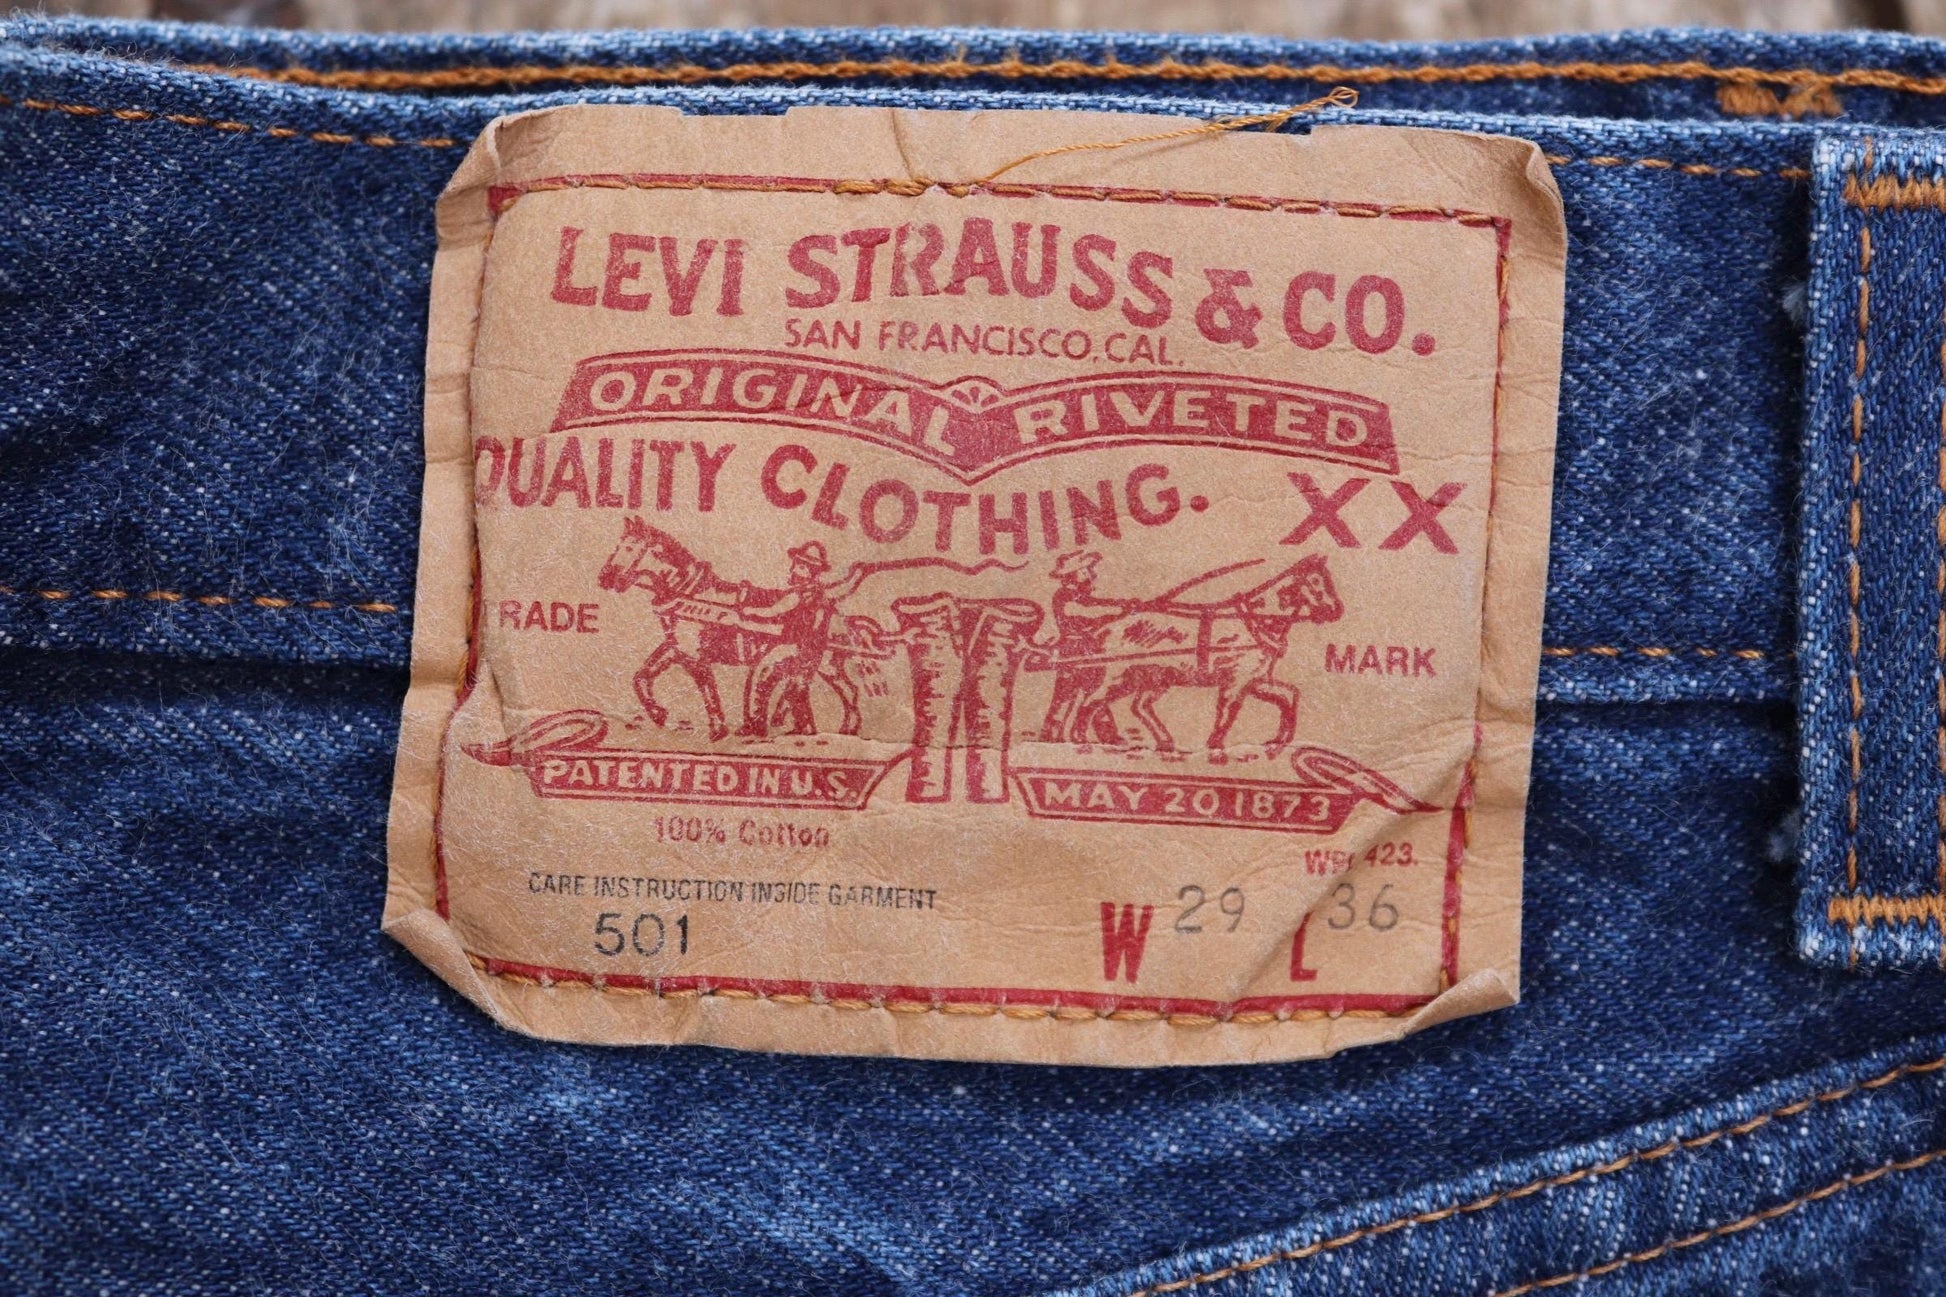 LEVI STRAUSS & CO.
SAN FRANCISCO, CAL.
ORIGINAL RIVETED
QUALITY CLOTHING. XX
TRADE MARK
PATENTED IN U.S. MAY 20 1873
100% Cotton
423.
CARE INSTRUCTION INSIDE GARMENT
501 W 29 L 36